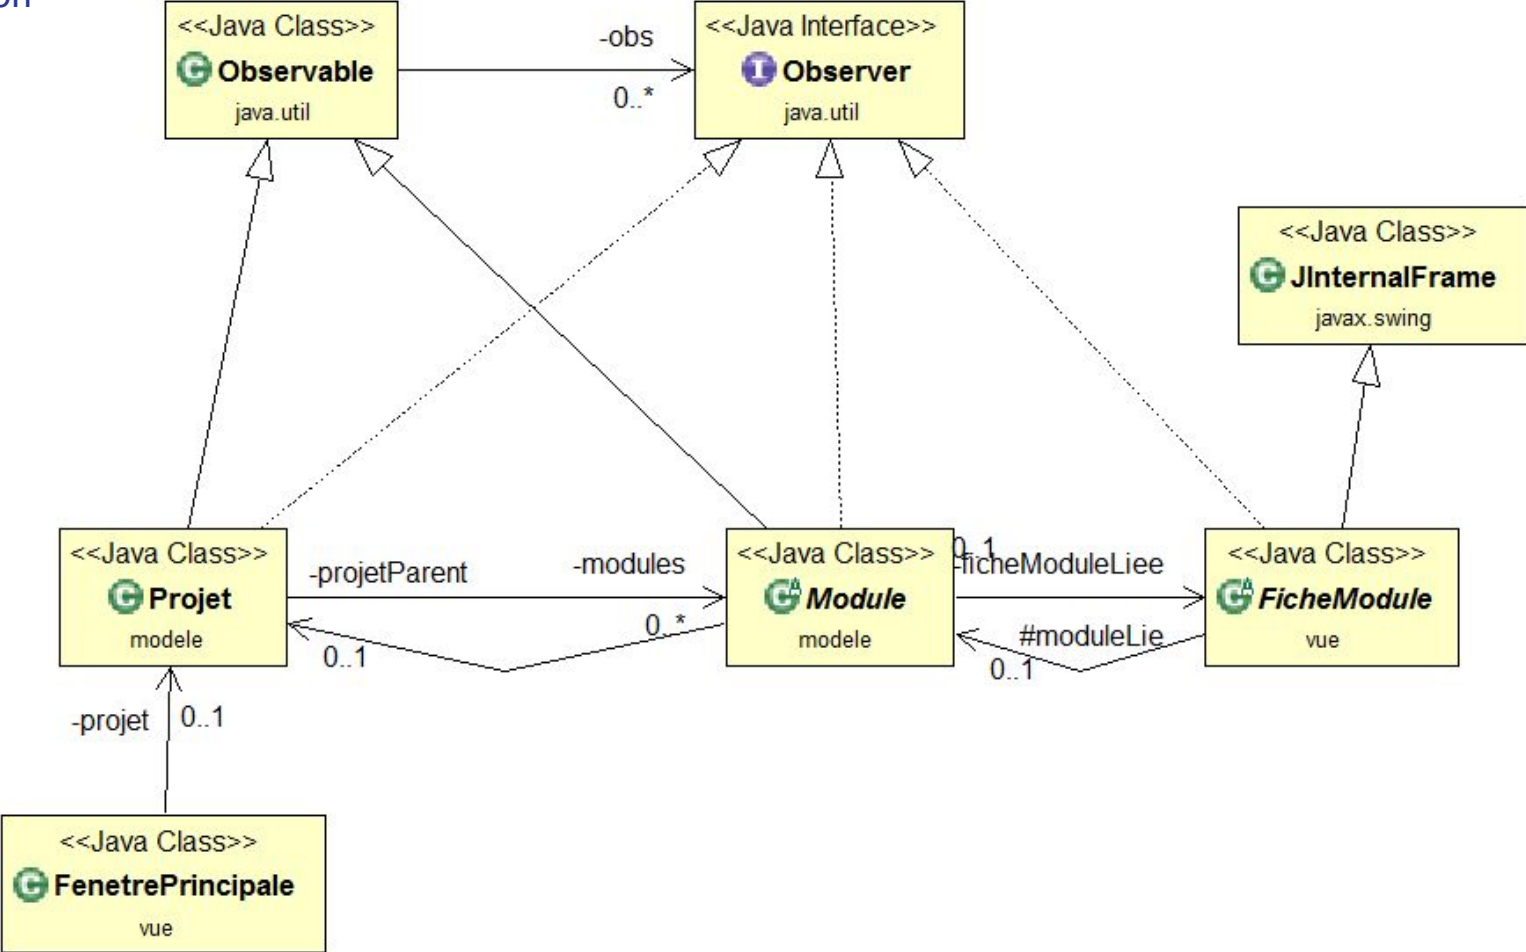 <<Java Class>>
Observable
java.util
-obs
0..*
<<Java Interface>>
Observer
java.util
<<Java Class>>
JInternalFrame
javax.swing
<<Java Class>>
Projet
modele
-projetParent
-modules
0..*
0..1
<<Java Class>>
Module
modele
0..1
-ficheModuleLiee
#moduleLie
0..1
<<Java Class>>
FicheModule
vue
-projet
0..1
<<Java Class>>
FenetrePrincipale
vue